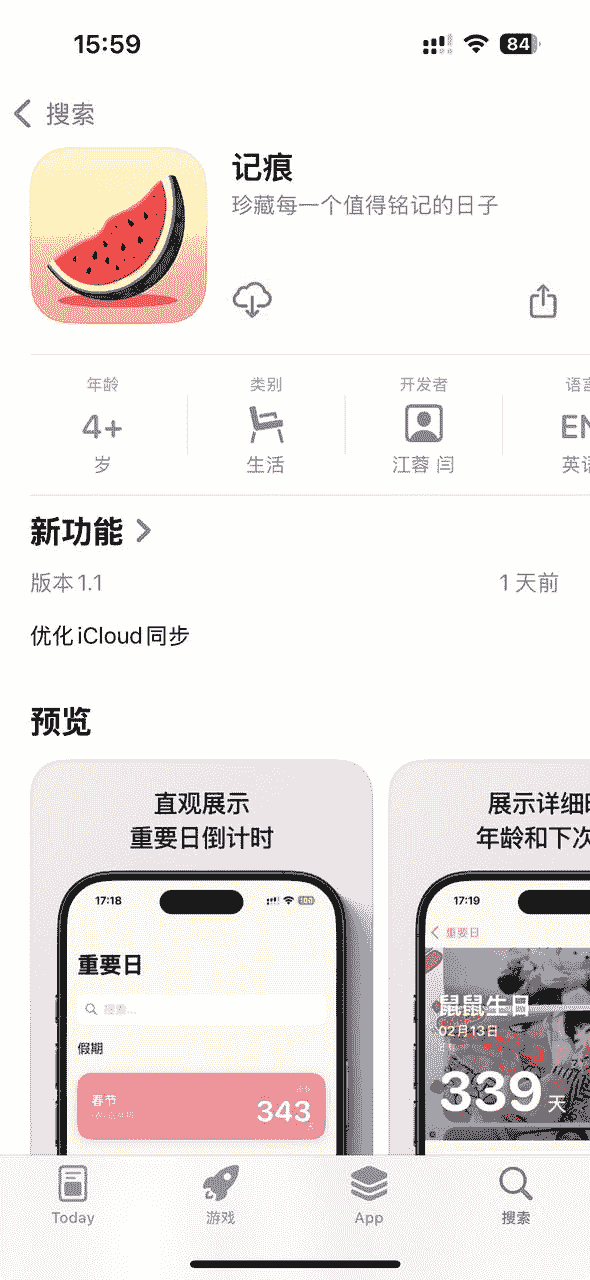 15:59
84
搜索
记痕
珍藏每一个值得铭记的日子
年龄
类别
开发者
语言
4+
EN
岁
生活
江蓉 闫
英语
新功能
版本 1.1
1 天前
优化 iCloud 同步
预览
直观展示
重要日倒计时
展示详细
年龄和下次
17:18
100
17:19
重要日
重要日
搜索...
鼠鼠生日
02月13日
假期
春节
343
339 天
Today
游戏
App
搜索